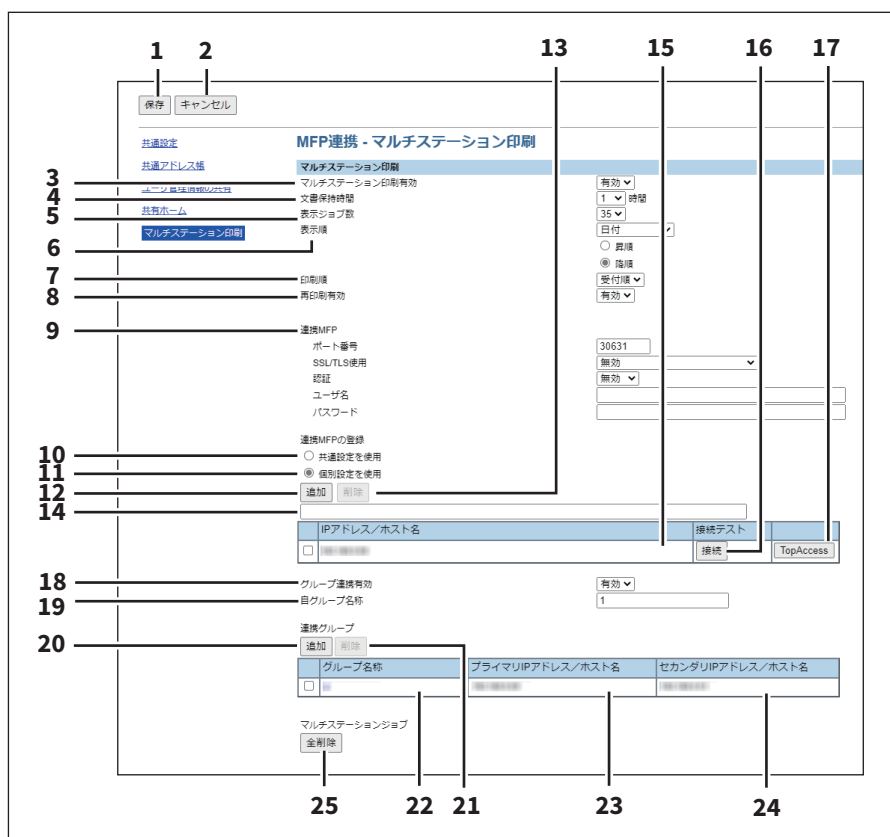 1 2 13 15 16 17
保存 キャンセル
共通設定
MFP連携 - マルチステーション印刷
共通アドレス帳
マルチステーション印刷
3 マルチステーション印刷有効 有効
ユーザ管理情報の共有
4 文書保持時間 1 時間
共有ホーム
5 表示ジョブ数 35
マルチステーション印刷
6 表示順 日付
昇順
降順
7 印刷順 受付順
8 再印刷有効 有効
9 連携MFP
ポート番号 30631
SSL/TLS使用 無効
認証 無効
ユーザ名
パスワード
連携MFPの登録
10 共通設定を使用
11 個別設定を使用
12 追加 削除
14
IPアドレス／ホスト名 接続テスト
接続 TopAccess
18 グループ連携有効 有効
19 自グループ名称 1
連携グループ
20 追加 削除
グループ名称 プライマリIPアドレス／ホスト名 セカンダリIPアドレス／ホスト名
マルチステーションジョブ
全削除
25 22 21 23 24